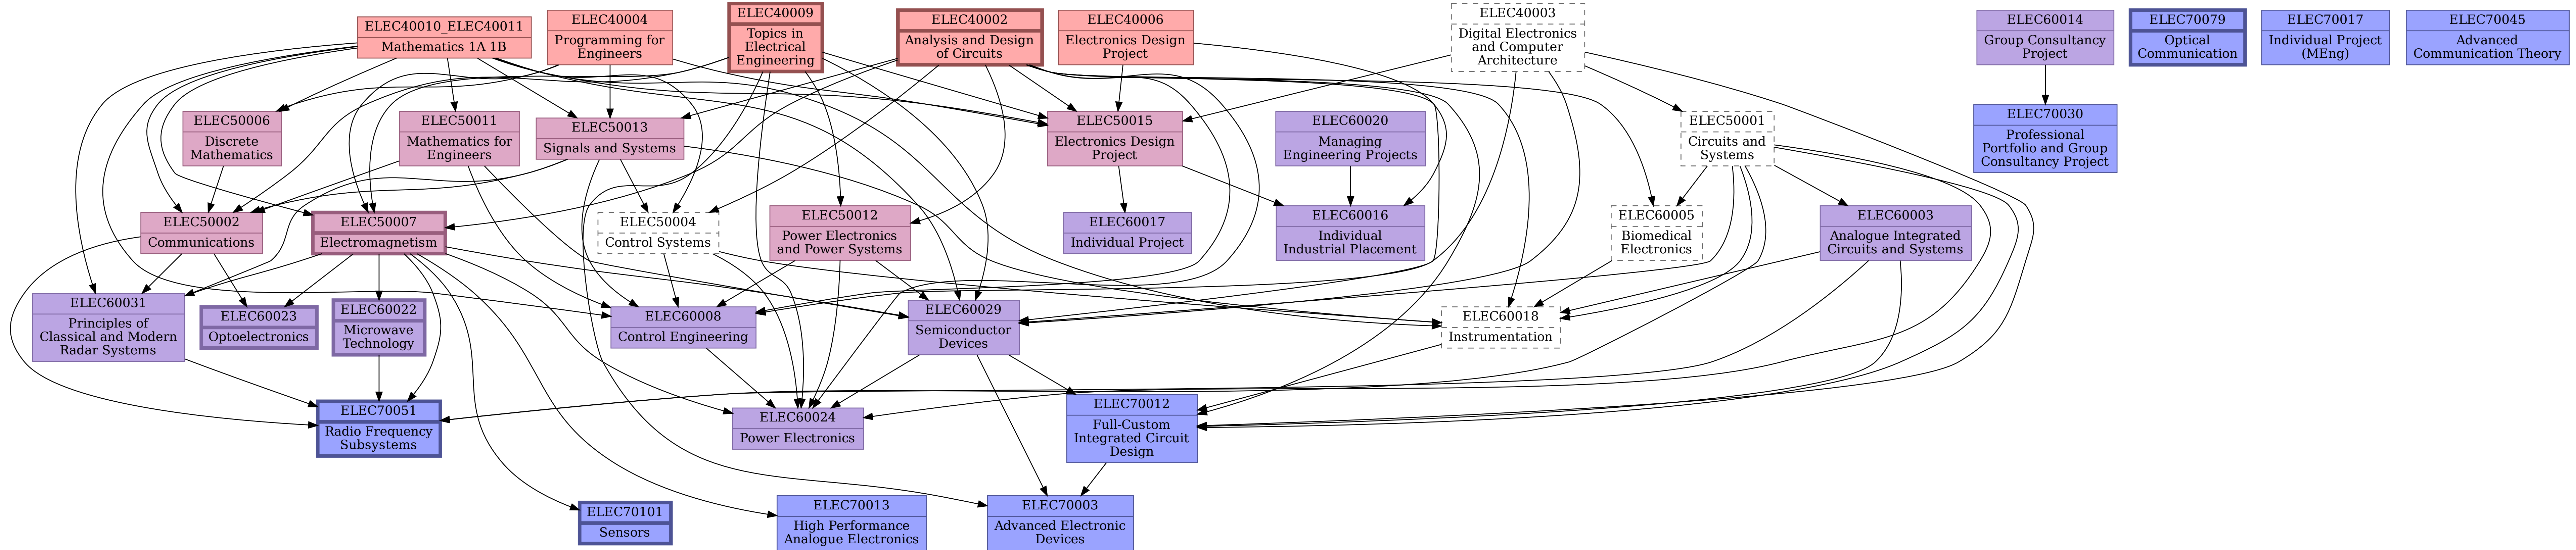 ELEC40010_ELEC40011
Mathematics 1A 1B
ELEC40004
Programming for
Engineers
ELEC40009
Topics in
Electrical
Engineering
ELEC40002
Analysis and Design
of Circuits
ELEC40006
Electronics Design
Project
ELEC40003
Digital Electronics
and Computer
Architecture
ELEC60014
Group Consultancy
Project
ELEC70079
Optical
Communication
ELEC70017
Individual Project
(MEng)
ELEC70045
Advanced
Communication Theory
ELEC50006
Discrete
Mathematics
ELEC50011
Mathematics for
Engineers
ELEC50013
Signals and Systems
ELEC50015
Electronics Design
Project
ELEC60020
Managing
Engineering Projects
ELEC50001
Circuits and
Systems
ELEC70030
Professional
Portfolio and Group
Consultancy Project
ELEC50002
Communications
ELEC50007
Electromagnetism
ELEC50004
Control Systems
ELEC50012
Power Electronics
and Power Systems
ELEC60017
Individual Project
ELEC60016
Individual
Industrial Placement
ELEC60005
Biomedical
Electronics
ELEC60003
Analogue Integrated
Circuits and Systems
ELEC60031
Principles of
Classical and Modern
Radar Systems
ELEC60023
Optoelectronics
ELEC60022
Microwave
Technology
ELEC60008
Control Engineering
ELEC60029
Semiconductor
Devices
ELEC60018
Instrumentation
ELEC70051
Radio Frequency
Subsystems
ELEC60024
Power Electronics
ELEC70012
Full-Custom
Integrated Circuit
Design
ELEC70101
Sensors
ELEC70013
High Performance
Analogue Electronics
ELEC70003
Advanced Electronic
Devices